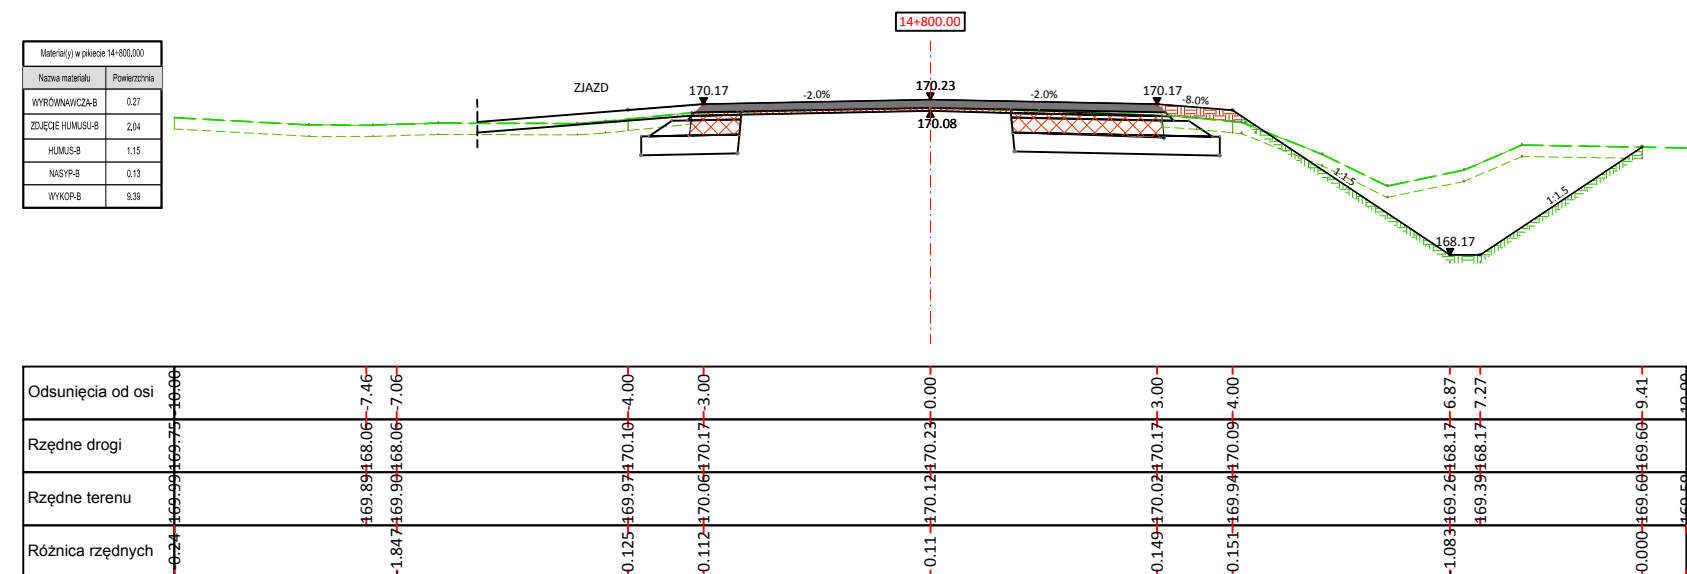 14+800.00
Materiał(y) w pikiecie 14+800.000
Nazwa materiału Powierzchnia
WYRÓWNAWCZA-B 0.27
ZDJĘCIE HUMUSU-B 2.04
HUMUS-B 1.15
NASYP-B 0.13
WYKOP-B 9.39
ZJAZD
170.17
-2.0%
170.23
170.08
-2.0%
170.17
-8.0%
1:1.5
168.17
1:1.5
Odsunięcia od osi -10.00 -7.46 -7.06 -4.00 -3.00 0.00 3.00 4.00 6.87 7.27 9.41 10.00
Rzędne drogi 169.75 168.06 168.06 170.10 170.17 170.23 170.17 170.09 168.17 168.17 169.60
Rzędne terenu 169.99 169.89 169.90 169.97 170.06 170.12 170.02 169.94 169.26 169.39 169.60 169.59
Różnica rzędnych -0.24 -1.847 0.125 0.112 0.11 0.149 0.151 -1.083 0.000